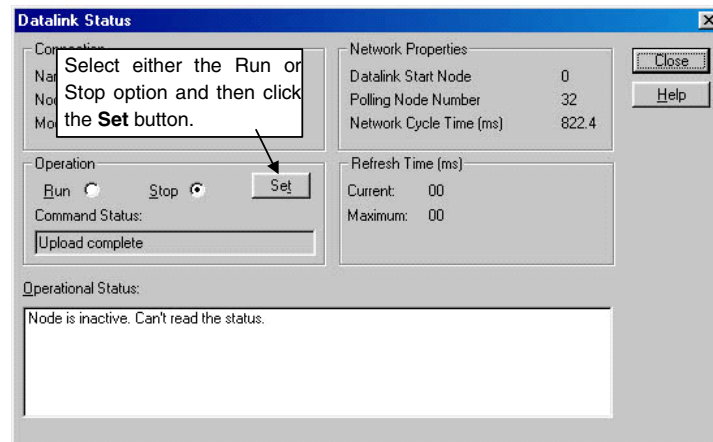 Datalink Status
Select either the Run or
Stop option and then click
the Set button.
Network Properties
Datalink Start Node 0
Polling Node Number 32
Network Cycle Time (ms) 822.4
Close
Help
Operation
Run Stop Set
Command Status:
Upload complete
Refresh Time (ms)
Current: 00
Maximum: 00
Operational Status:
Node is inactive. Can't read the status.